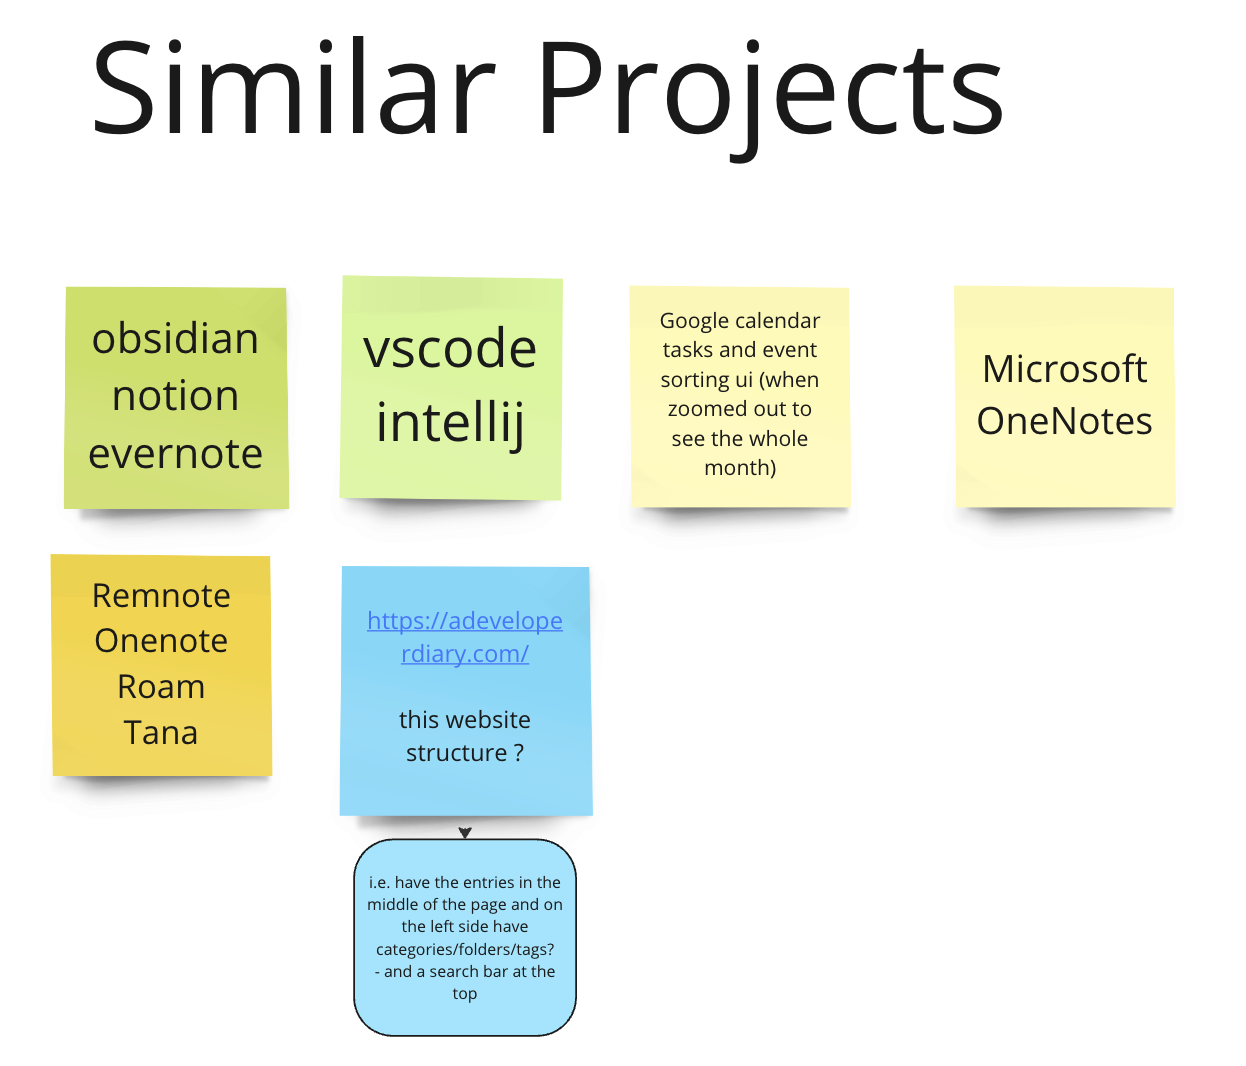 Similar Projects
obsidian
notion
evernote
vscode
intellij
Google calendar
tasks and event
sorting ui (when
zoomed out to
see the whole
month)
Microsoft
OneNotes
Remnote
Onenote
Roam
Tana
https://adevelope
rdiary.com/
this website
structure ?
i.e. have the entries in the
middle of the page and on
the left side have
categories/folders/tags?
- and a search bar at the
top